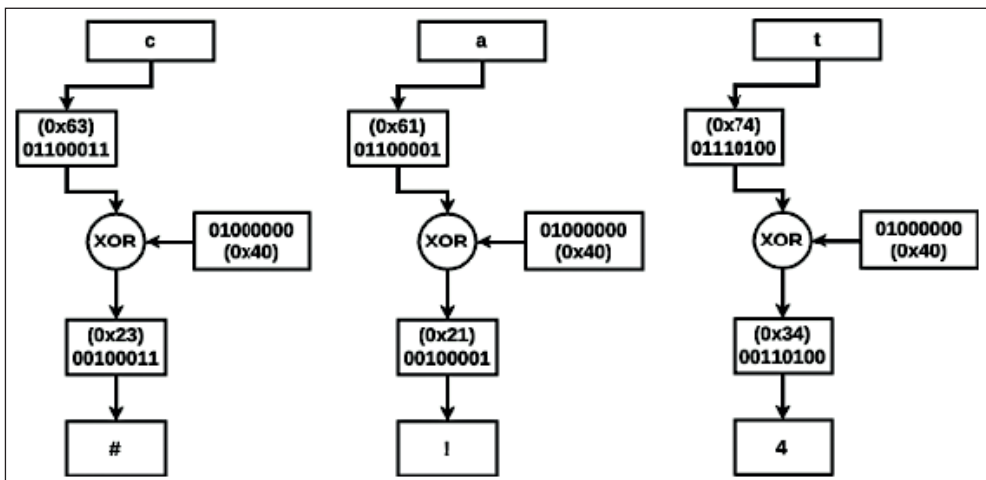 c
a
t
(0x63)
01100011
(0x61)
01100001
(0x74)
01110100
XOR
01000000
(0x40)
XOR
01000000
(0x40)
XOR
01000000
(0x40)
(0x23)
00100011
(0x21)
00100001
(0x34)
00110100
#
!
4